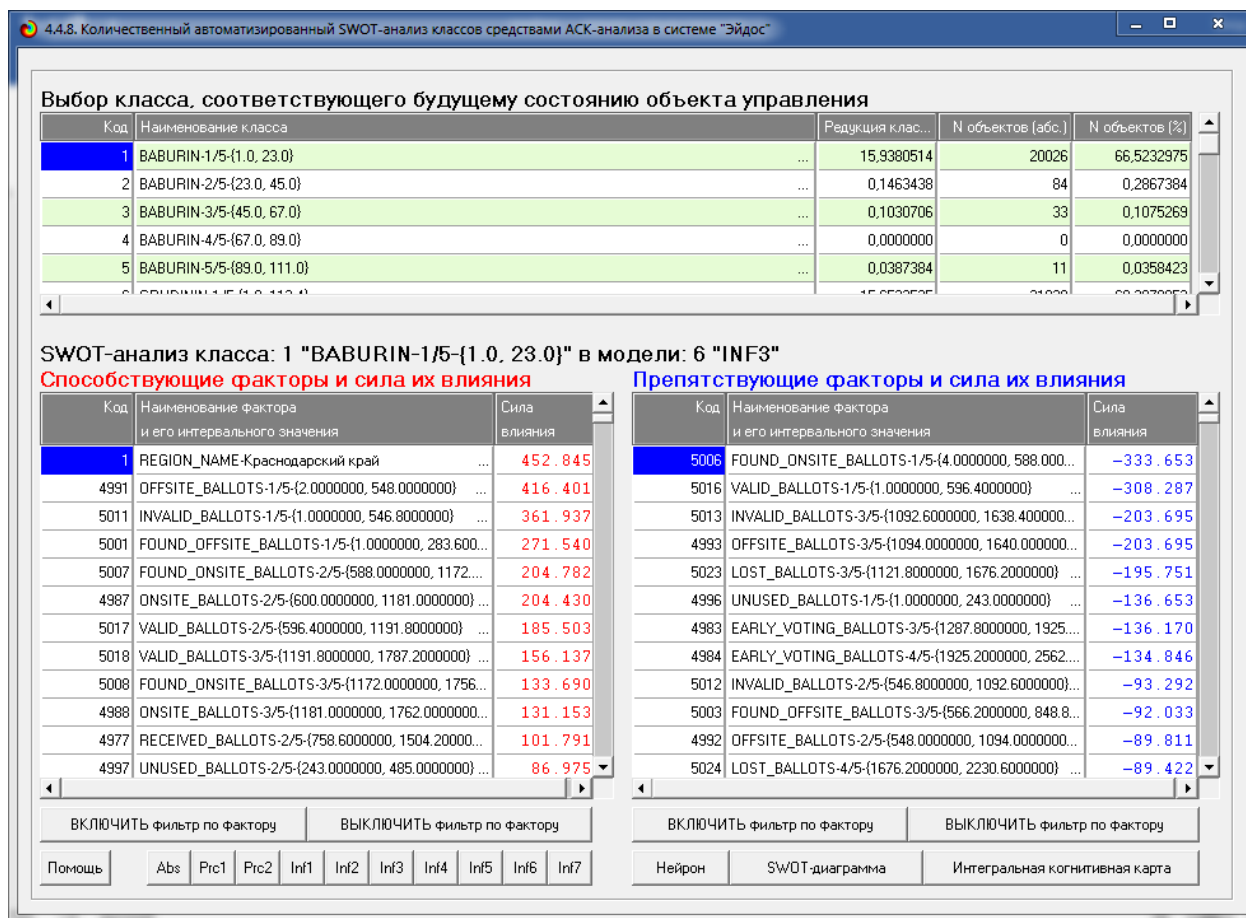 4.4.8. Количественный автоматизированный SWOT-анализ классов средствами АСК-анализа в системе "Эйдос"
Выбор класса, соответствующего будущему состоянию объекта управления
Код Наименование класса Редукция клас... N объектов (абс.) N объектов (%)
1 BABURIN-1/5-{1.0, 23.0} ... 15,9380514 20026 66,5232975
2 BABURIN-2/5-{23.0, 45.0} ... 0,1463438 84 0,2867384
3 BABURIN-3/5-{45.0, 67.0} ... 0,1030706 33 0,1075269
4 BABURIN-4/5-{67.0, 89.0} ... 0,0000000 0 0,0000000
5 BABURIN-5/5-{89.0, 111.0} ... 0,0387384 11 0,0358423
SWOT-анализ класса: 1 "BABURIN-1/5-{1.0, 23.0}" в модели: 6 "INF3"
Способствующие факторы и сила их влияния
Код Наименование фактора Сила
и его интервального значения влияния
1 REGION_NAME-Краснодарский край ... 452.845
4991 OFFSITE_BALLOTS-1/5-{2.0000000, 548.0000000} ... 416.401
5011 INVALID_BALLOTS-1/5-{1.0000000, 546.8000000} ... 361.937
5001 FOUND_OFFSITE_BALLOTS-1/5-{1.0000000, 283.600... 271.540
5007 FOUND_ONSITE_BALLOTS-2/5-{588.0000000, 1172.... 204.782
4987 ONSITE_BALLOTS-2/5-{600.0000000, 1181.0000000} ... 204.430
5017 VALID_BALLOTS-2/5-{596.4000000, 1191.8000000} ... 185.503
5018 VALID_BALLOTS-3/5-{1191.8000000, 1787.2000000} ... 156.137
5008 FOUND_ONSITE_BALLOTS-3/5-{1172.0000000, 1756... 133.690
4988 ONSITE_BALLOTS-3/5-{1181.0000000, 1762.0000000... 131.153
4977 RECEIVED_BALLOTS-2/5-{758.6000000, 1504.20000... 101.791
4997 UNUSED_BALLOTS-2/5-{243.0000000, 485.0000000} ... 86.975
Препятствующие факторы и сила их влияния
Код Наименование фактора Сила
и его интервального значения влияния
5006 FOUND_ONSITE_BALLOTS-1/5-{4.0000000, 588.000... -333.653
5016 VALID_BALLOTS-1/5-{1.0000000, 596.4000000} ... -308.287
5013 INVALID_BALLOTS-3/5-{1092.6000000, 1638.400000... -203.695
4993 OFFSITE_BALLOTS-3/5-{1094.0000000, 1640.000000... -203.695
5023 LOST_BALLOTS-3/5-{1121.8000000, 1676.2000000} ... -195.751
4996 UNUSED_BALLOTS-1/5-{1.0000000, 243.0000000} ... -136.653
4983 EARLY_VOTING_BALLOTS-3/5-{1287.8000000, 1925.... -136.170
4984 EARLY_VOTING_BALLOTS-4/5-{1925.2000000, 2562.... -134.846
5012 INVALID_BALLOTS-2/5-{546.8000000, 1092.6000000}... -93.292
5003 FOUND_OFFSITE_BALLOTS-3/5-{566.2000000, 848.8... -92.033
4992 OFFSITE_BALLOTS-2/5-{548.0000000, 1094.0000000... -89.811
5024 LOST_BALLOTS-4/5-{1676.2000000, 2230.6000000} ... -89.422
ВКЛЮЧИТЬ фильтр по фактору ВЫКЛЮЧИТЬ фильтр по фактору ВКЛЮЧИТЬ фильтр по фактору ВЫКЛЮЧИТЬ фильтр по фактору
Помощь Abs Prc1 Prc2 Inf1 Inf2 Inf3 Inf4 Inf5 Inf6 Inf7 Нейрон SWOT-диаграмма Интегральная когнитивная карта